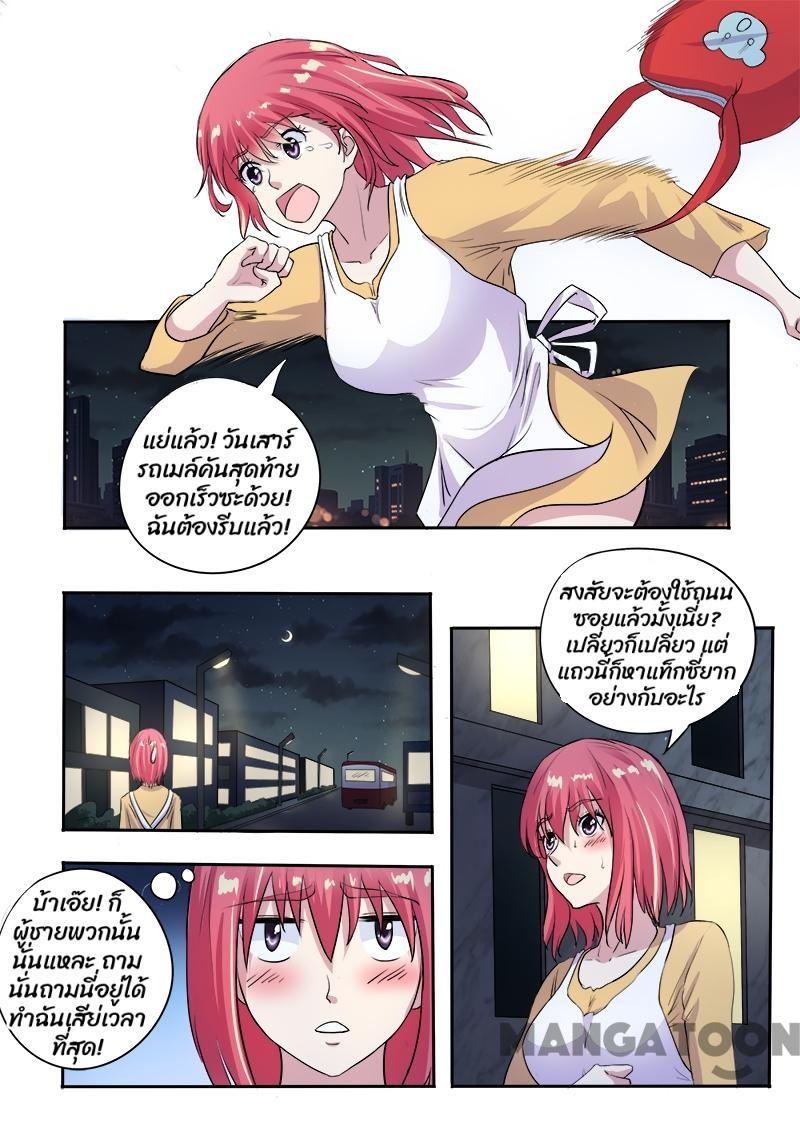 แย่แล้ว! วันเสาร์
รถเมล์คันสุดท้าย
ออกเร็วซะด้วย!
ฉันต้องรีบแล้ว!
สงสัยจะต้องใช้ถนน
ซอยแล้วมั้งเนี่ย?
เปลี่ยวก็เปลี่ยว แต่
แถวนี้ก็หาแท็กซี่ยาก
อย่างกับอะไร
บ้าเอ๊ย! ก็
ผู้ชายพวกนั้น
นั่นแหละ ถาม
นั่นถามนี่อยู่ได้
ทำฉันเสียเวลา
ที่สุด!
MANGATOON